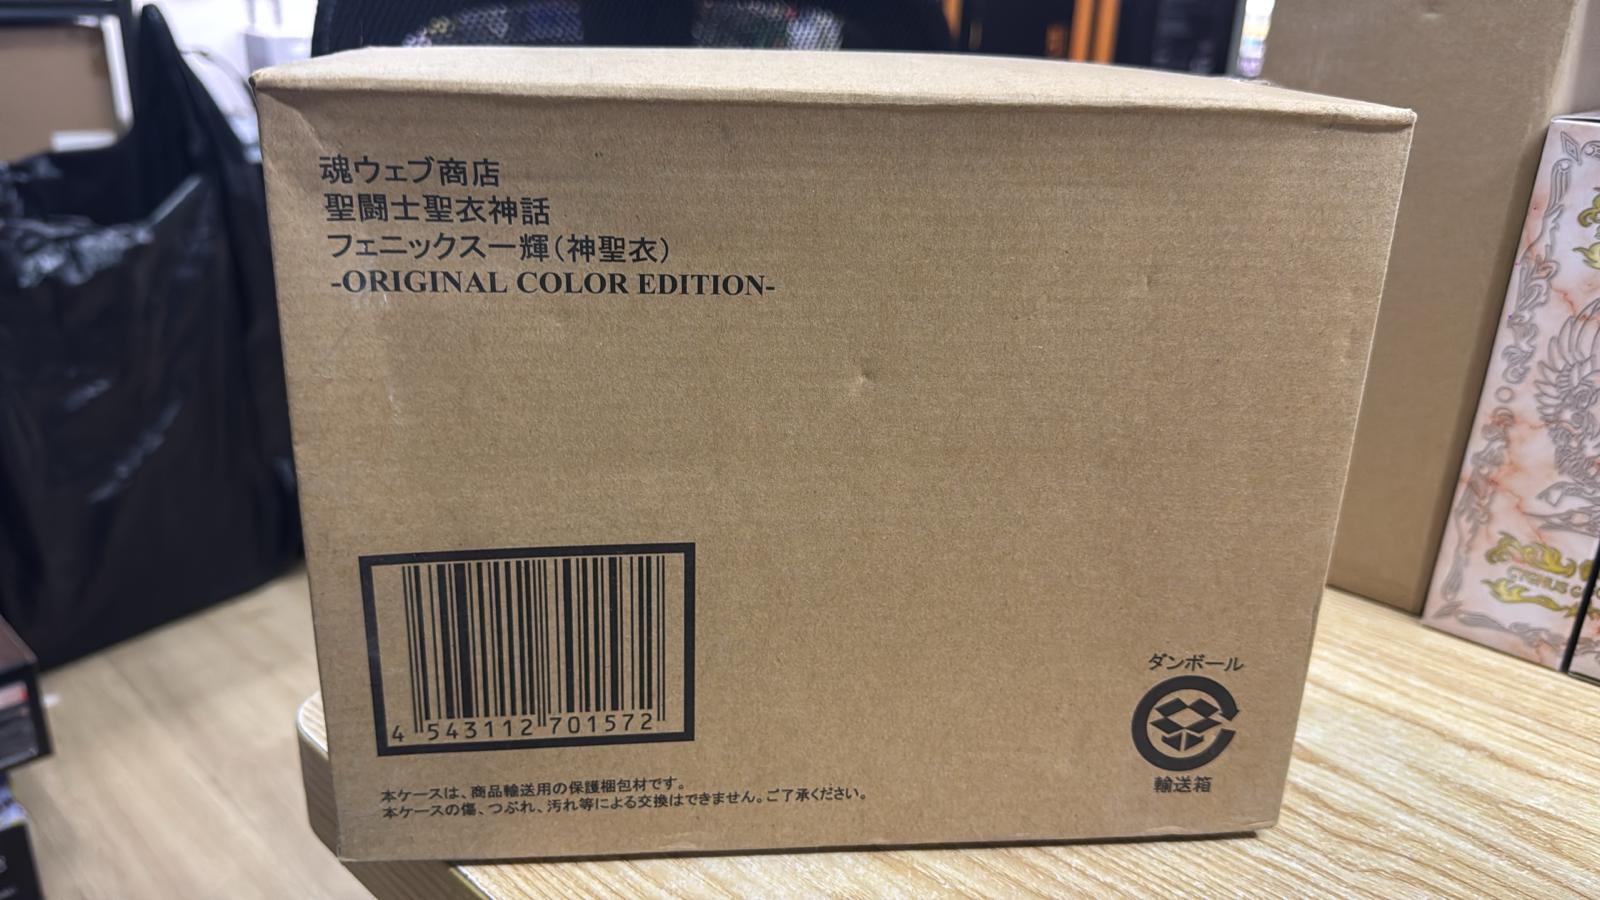 魂ウェブ商店
聖闘士聖衣神話
フェニックス一輝(神聖衣)
-ORIGINAL COLOR EDITION-
4 543112 701572
本ケースは、商品輸送用の保護梱包材です。
本ケースの傷、つぶれ、汚れ等による交換はできません。ご了承ください。
ダンボール
輸送箱